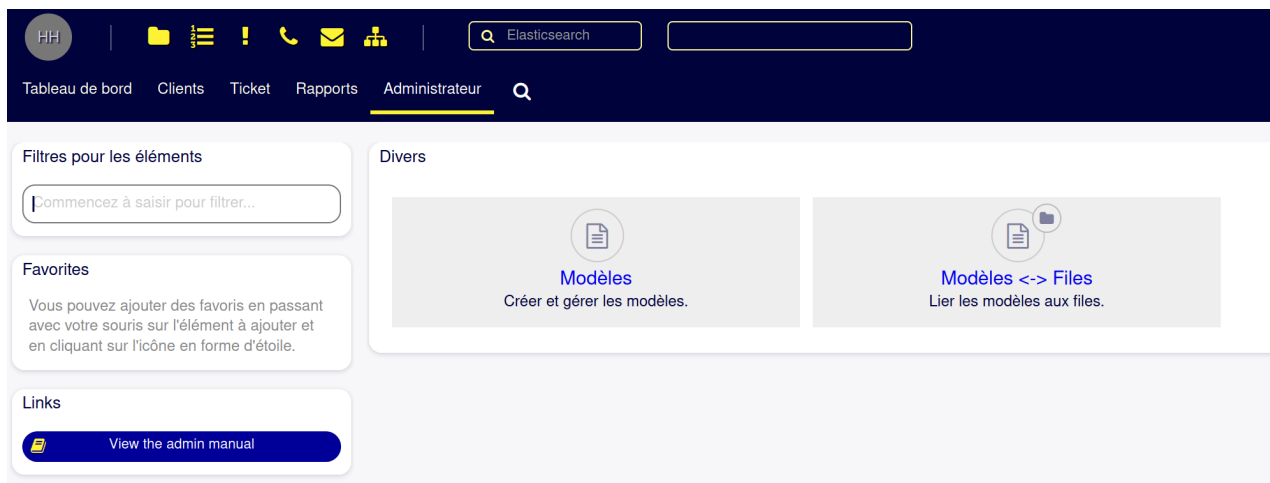 HH
Elasticsearch
Tableau de bord Clients Ticket Rapports Administrateur
Filtres pour les éléments
Commencez à saisir pour filtrer...
Favorites
Vous pouvez ajouter des favoris en passant
avec votre souris sur l'élément à ajouter et
en cliquant sur l'icône en forme d'étoile.
Links
View the admin manual
Divers
Modèles
Créer et gérer les modèles.
Modèles <-> Files
Lier les modèles aux files.